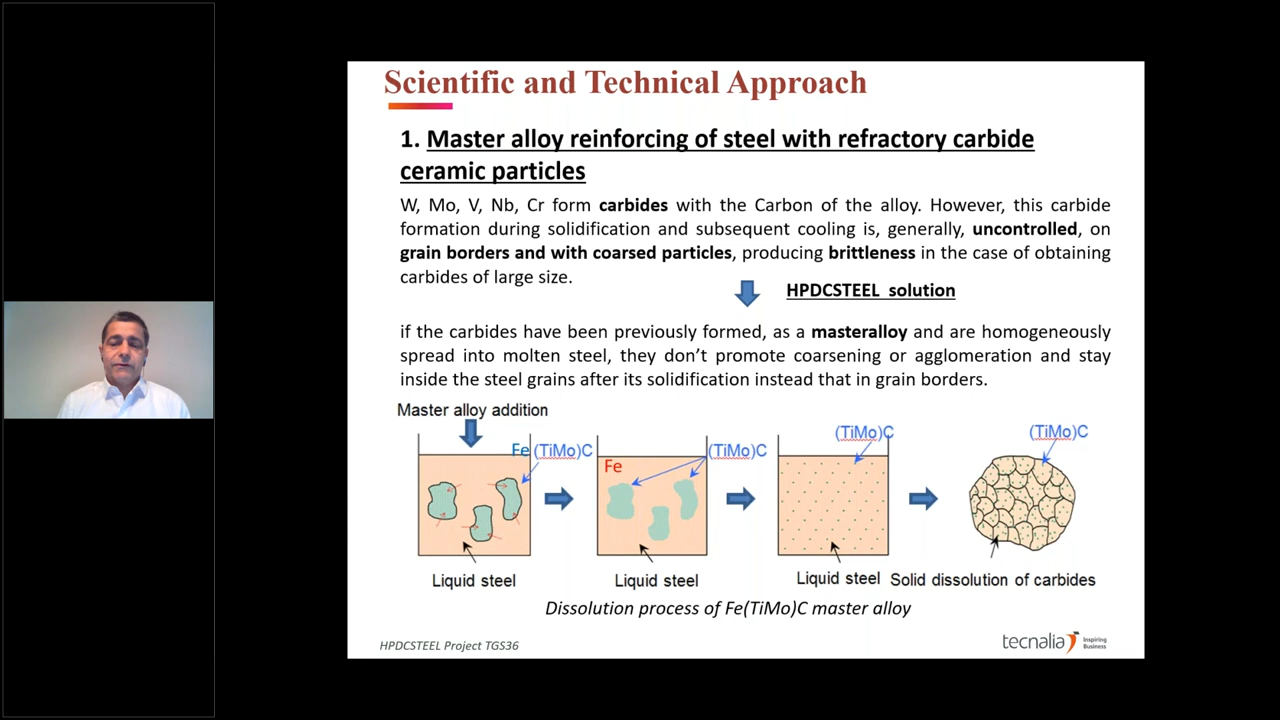 Scientific and Technical Approach
1. Master alloy reinforcing of steel with refractory carbide
ceramic particles
W, Mo, V, Nb, Cr form carbides with the Carbon of the alloy. However, this carbide
formation during solidification and subsequent cooling is, generally, uncontrolled, on
grain borders and with coarsed particles, producing brittleness in the case of obtaining
carbides of large size.
HPDCSTEEL solution
if the carbides have been previously formed, as a masteralloy and are homogeneously
spread into molten steel, they don’t promote coarsening or agglomeration and stay
inside the steel grains after its solidification instead that in grain borders.
Master alloy addition
Fe (TiMo)C
Fe
(TiMo)C
(TiMo)C
(TiMo)C
Liquid steel
Liquid steel
Liquid steel
Solid dissolution of carbides
Dissolution process of Fe(TiMo)C master alloy
HPDCSTEEL Project TGS36
tecnalia
Inspiring
Business